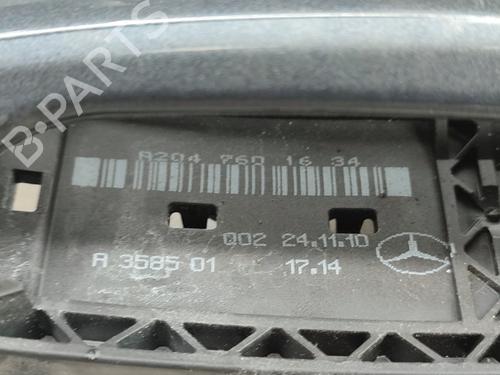 A204 760 16 34
Q02 24.11.10
A 3585 01 17.14
B-PARTS